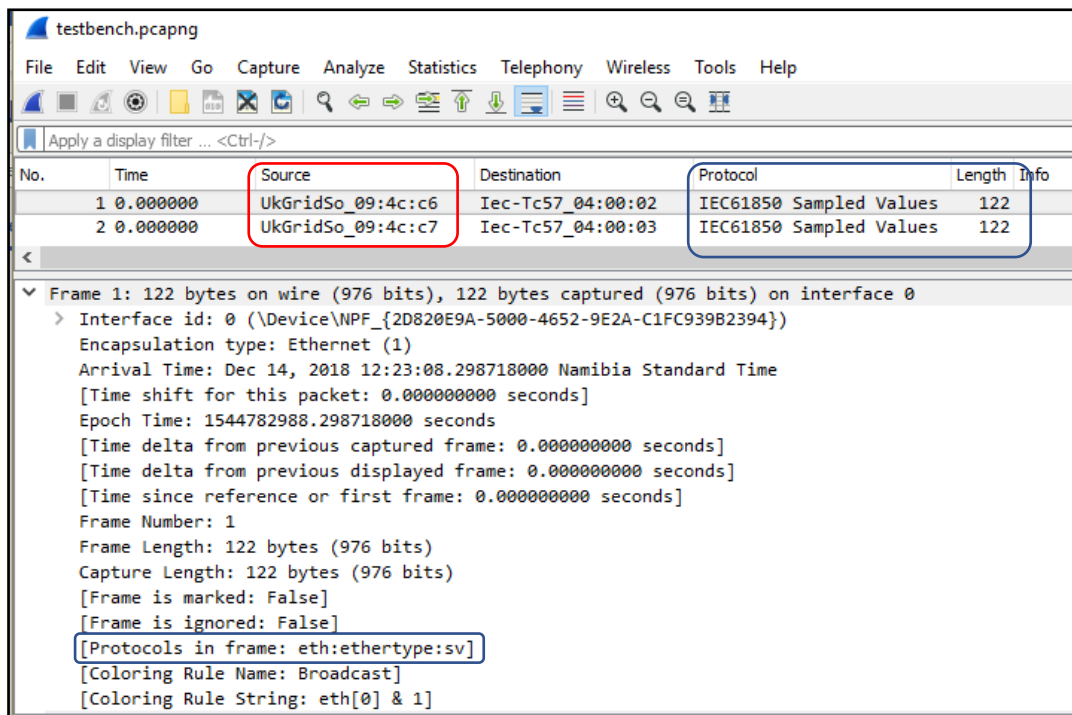 testbench.pcapng
File Edit View Go Capture Analyze Statistics Telephony Wireless Tools Help
Apply a display filter ... <Ctrl-/>
No. Time Source Destination Protocol Length Info
1 0.000000 UkGridSo_09:4c:c6 Iec-Tc57_04:00:02 IEC61850 Sampled Values 122
2 0.000000 UkGridSo_09:4c:c7 Iec-Tc57_04:00:03 IEC61850 Sampled Values 122
Frame 1: 122 bytes on wire (976 bits), 122 bytes captured (976 bits) on interface 0
Interface id: 0 (\Device\NPF_{2D820E9A-5000-4652-9E2A-C1FC939B2394})
Encapsulation type: Ethernet (1)
Arrival Time: Dec 14, 2018 12:23:08.298718000 Namibia Standard Time
[Time shift for this packet: 0.000000000 seconds]
Epoch Time: 1544782988.298718000 seconds
[Time delta from previous captured frame: 0.000000000 seconds]
[Time delta from previous displayed frame: 0.000000000 seconds]
[Time since reference or first frame: 0.000000000 seconds]
Frame Number: 1
Frame Length: 122 bytes (976 bits)
Capture Length: 122 bytes (976 bits)
[Frame is marked: False]
[Frame is ignored: False]
[Protocols in frame: eth:ethertype:sv]
[Coloring Rule Name: Broadcast]
[Coloring Rule String: eth[0] & 1]